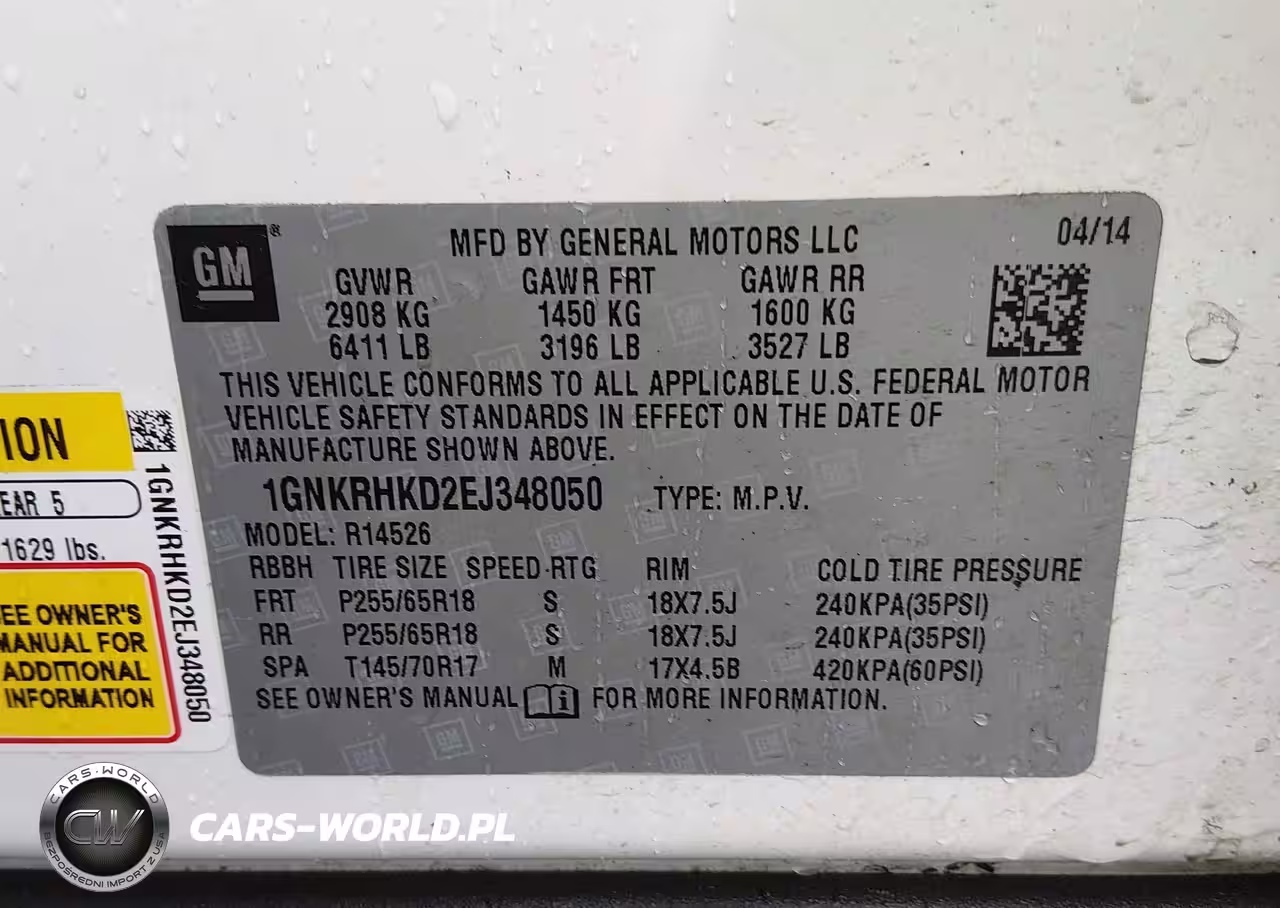 GM®
MFD BY GENERAL MOTORS LLC 04/14
GVWR GAWR FRT GAWR RR
2908 KG 1450 KG 1600 KG
6411 LB 3196 LB 3527 LB
THIS VEHICLE CONFORMS TO ALL APPLICABLE U.S. FEDERAL MOTOR
VEHICLE SAFETY STANDARDS IN EFFECT ON THE DATE OF
MANUFACTURE SHOWN ABOVE.
1GNKRHKD2EJ348050 TYPE: M.P.V.
MODEL: R14526
RBBH TIRE SIZE SPEED RTG RIM COLD TIRE PRESSURE
FRT P255/65R18 S 18X7.5J 240KPA(35PSI)
RR P255/65R18 S 18X7.5J 240KPA(35PSI)
SPA T145/70R17 M 17X4.5B 420KPA(60PSI)
SEE OWNER'S MANUAL i FOR MORE INFORMATION.
ION
EAR 5
1629 lbs.
EE OWNER'S
MANUAL FOR
ADDITIONAL
INFORMATION
1GNKRHKD2EJ348050
CARS-WORLD
CW
BEZPOŚREDNI IMPORT Z USA
CARS-WORLD.PL